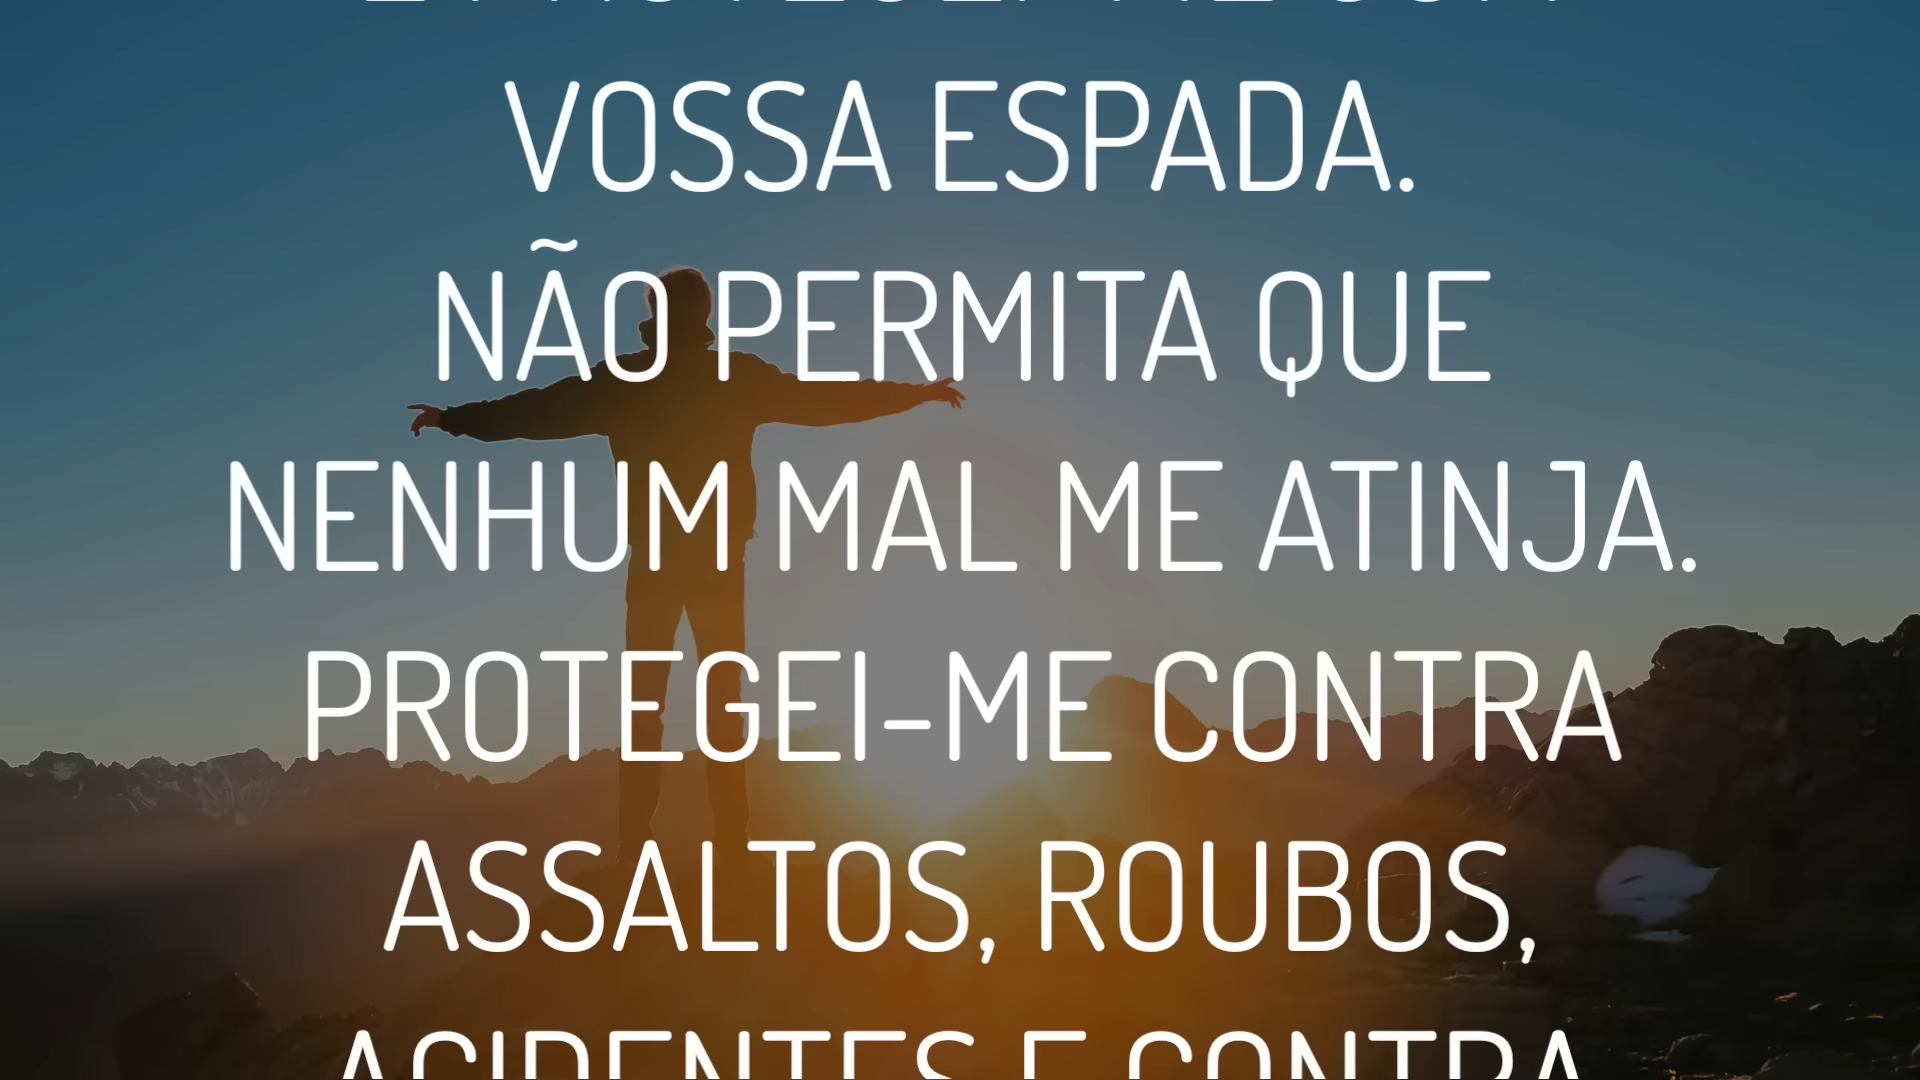 VOSSA ESPADA.
NÃO PERMITA QUE
NENHUM MAL ME ATINJA.
PROTEGEI-ME CONTRA
ASSALTOS, ROUBOS,
ACIDENTES E CONTRA